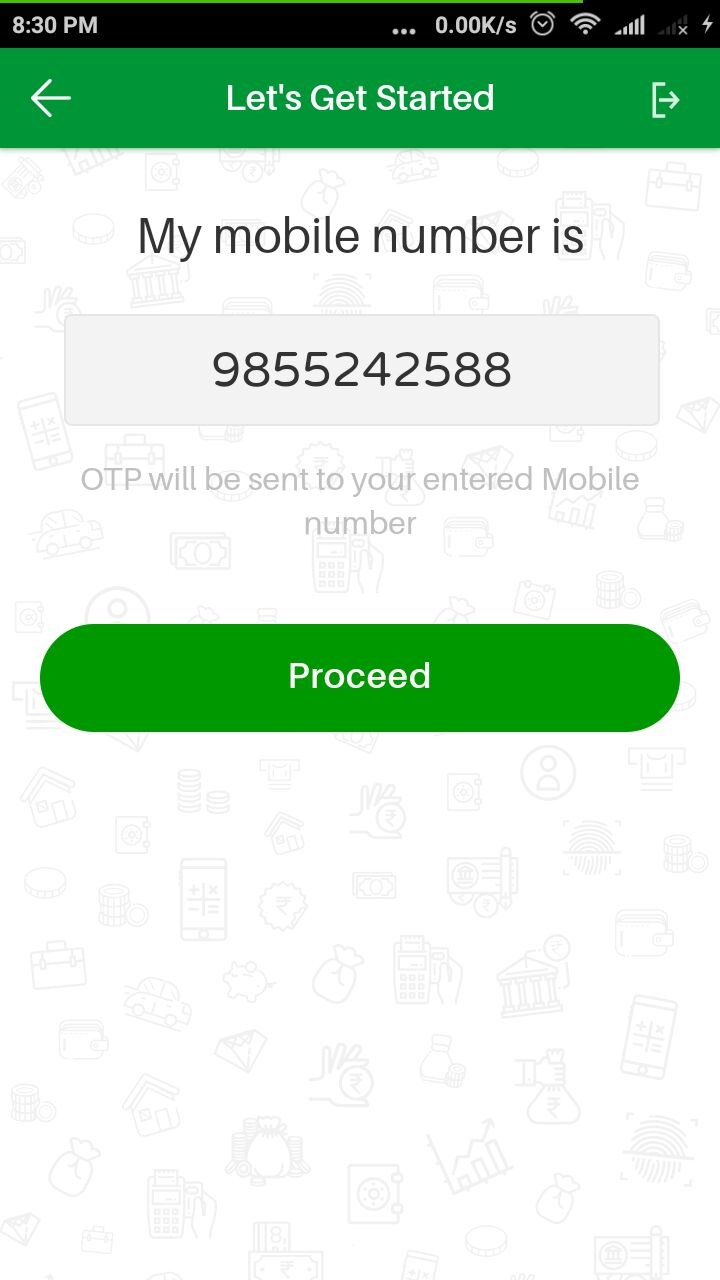 8:30 PM ... 0.00K/s
Let's Get Started
My mobile number is
9855242588
OTP will be sent to your entered Mobile
number
Proceed